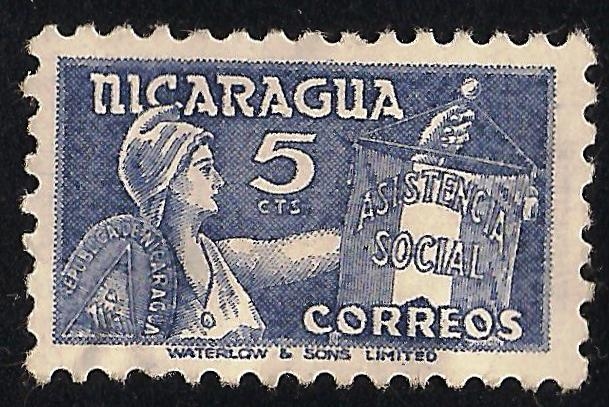 NICARAGUA
5
CTS.
ASISTENCIA
SOCIAL
REPUBLICA DE NICARAGUA
CORREOS
WATERLOW & SONS LIMITED